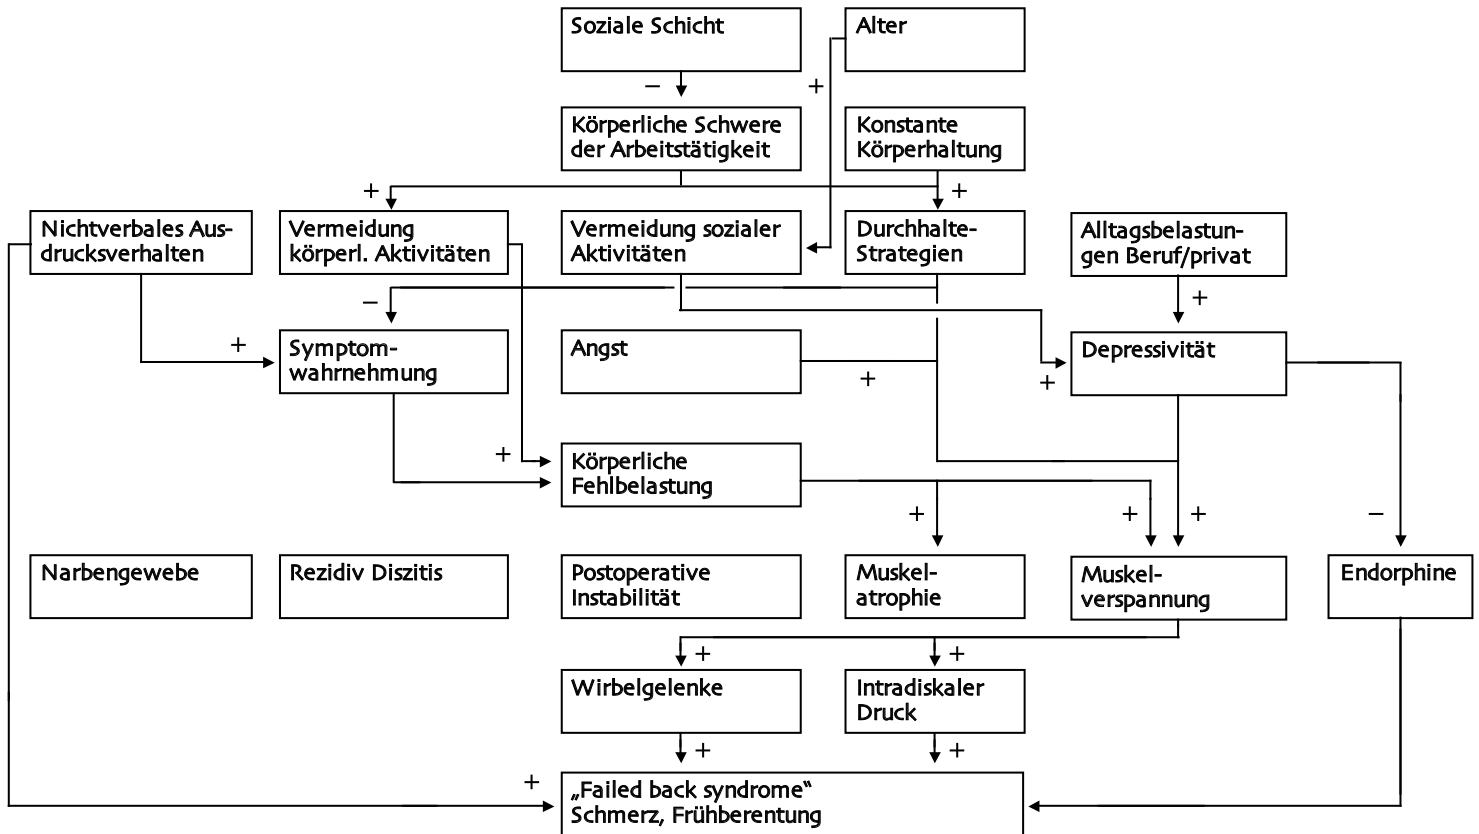 Soziale Schicht
Alter
−
+
Körperliche Schwere
der Arbeitstätigkeit
Konstante
Körperhaltung
+
+
Nichtverbales Aus-
drucksverhalten
Vermeidung
körperl. Aktivitäten
Vermeidung sozialer
Aktivitäten
Durchhalte-
Strategien
Alltagsbelastun-
gen Beruf/privat
−
+
+
Symptom-
wahrnehmung
Angst
+
+
Depressivität
+
Körperliche
Fehlbelastung
+
+
+
−
Narbengewebe
Rezidiv Diszitis
Postoperative
Instabilität
Muskel-
atrophie
Muskel-
verspannung
Endorphine
+
+
Wirbelgelenke
Intradiskaler
Druck
+
+
+
„Failed back syndrome“
Schmerz, Frühberentung